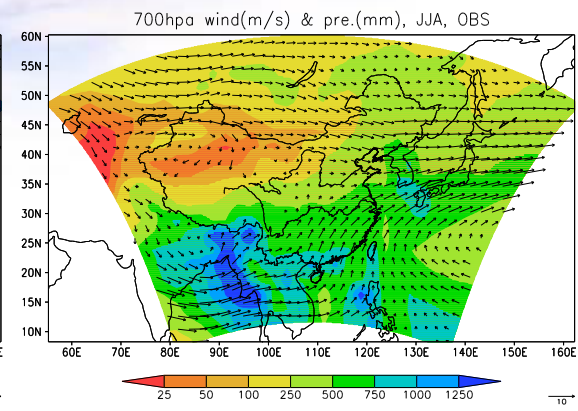 700hpa wind(m/s) & pre.(mm), JJA, OBS
60N
55N
50N
45N
40N
35N
30N
25N
20N
15N
10N
60E 70E 80E 90E 100E 110E 120E 130E 140E 150E 160E
25 50 100 250 500 750 1000 1250
10